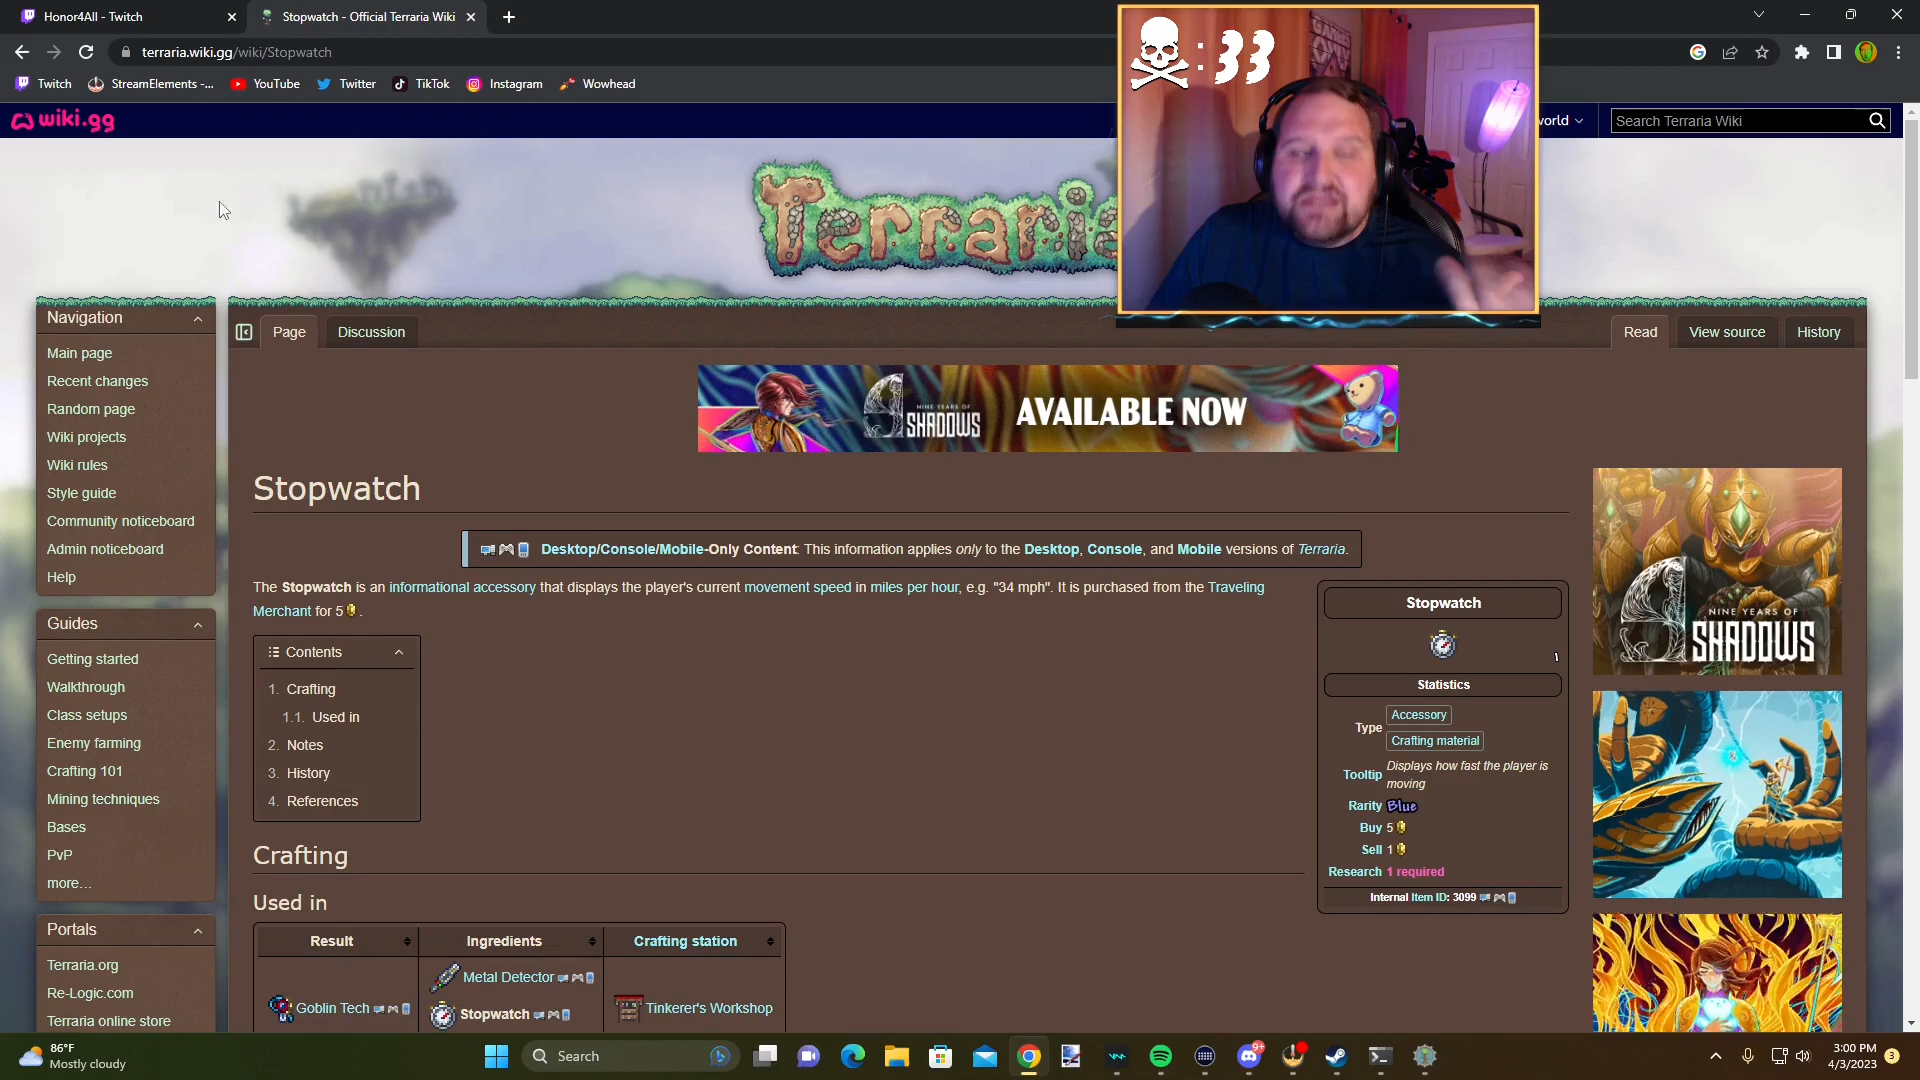 Honor4All - Twitch
Stopwatch - Official Terraria Wiki
terraria.wiki.gg/wiki/Stopwatch
Twitch
StreamElements -...
YouTube
Twitter
TikTok
Instagram
Wowhead
: 33
wiki.gg
Search Terraria Wiki
Terraria
Navigation
Main page
Recent changes
Random page
Wiki projects
Wiki rules
Style guide
Community noticeboard
Admin noticeboard
Help
Guides
Getting started
Walkthrough
Class setups
Enemy farming
Crafting 101
Mining techniques
Bases
PvP
more...
Portals
Terraria.org
Re-Logic.com
Terraria online store
Page
Discussion
Read
View source
History
NINE YEARS OF
SHADOWS
AVAILABLE NOW
Stopwatch
Desktop/Console/Mobile-Only Content: This information applies only to the Desktop, Console, and Mobile versions of Terraria.
The Stopwatch is an informational accessory that displays the player's current movement speed in miles per hour, e.g. "34 mph". It is purchased from the Traveling
Merchant for 5 .
Contents
1. Crafting
1.1. Used in
2. Notes
3. History
4. References
Crafting
Used in
Result
Ingredients
Crafting station
Goblin Tech
Metal Detector
Stopwatch
Tinkerer's Workshop
Stopwatch
1
Statistics
Type
Accessory
Crafting material
Tooltip
Displays how fast the player is
moving
Rarity Blue
Buy 5
Sell 1
Research 1 required
Internal Item ID: 3099
NINE YEARS OF
SHADOWS
86°F
Mostly cloudy
Search
9+
3:00 PM
4/3/2023
3